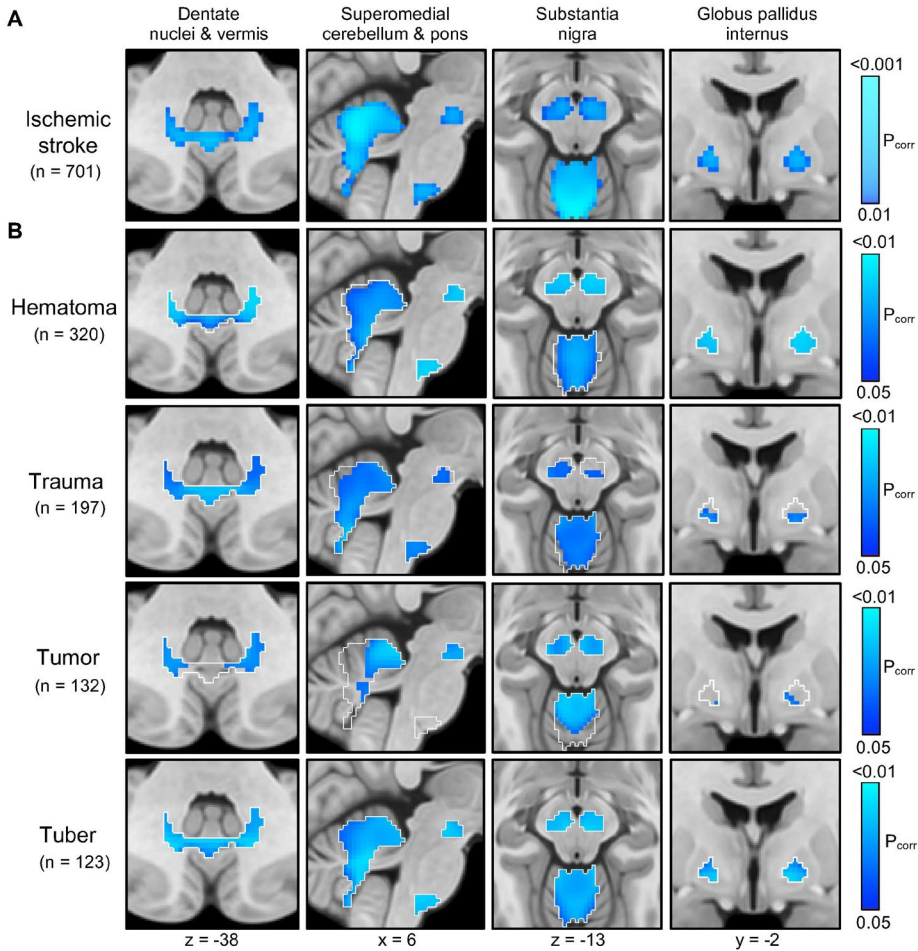 A
Dentate
nuclei & vermis
Superomedial
cerebellum & pons
Substantia
nigra
Globus pallidus
internus
Ischemic
stroke
(n = 701)
<0.001
Pcorr
0.01
B
Hematoma
(n = 320)
<0.01
Pcorr
0.05
Trauma
(n = 197)
<0.01
Pcorr
0.05
Tumor
(n = 132)
<0.01
Pcorr
0.05
Tuber
(n = 123)
<0.01
Pcorr
0.05
z = -38
x = 6
z = -13
y = -2